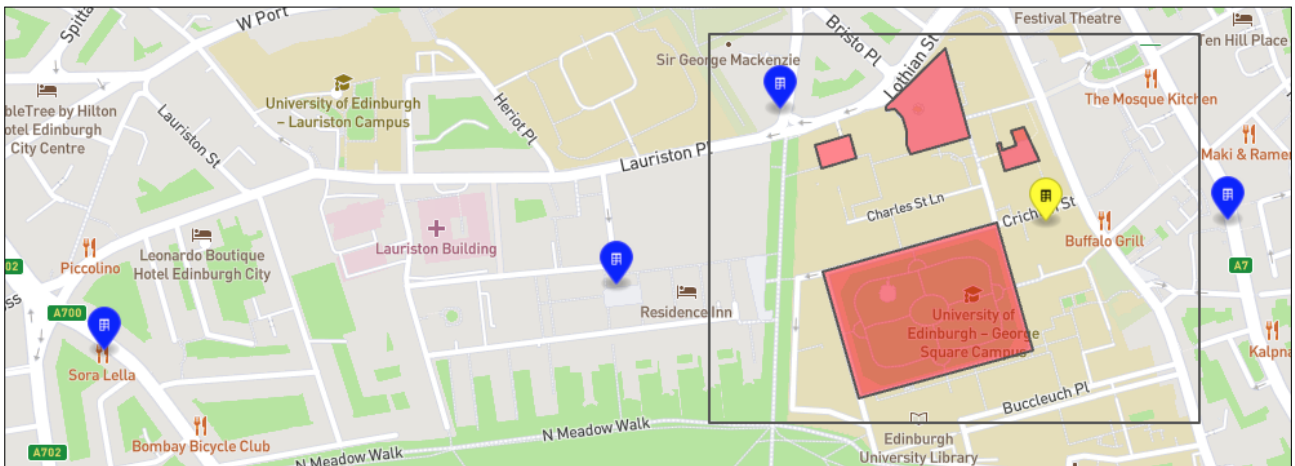 Spitta
W Port
Bristo Pl
Lothian St
Festival Theatre
Ten Hill Place
Sir George Mackenzie
University of Edinburgh
– Lauriston Campus
The Mosque Kitchen
bleTree by Hilton
otel Edinburgh
City Centre
Lauriston St
Heriot Pl
Lauriston Pl
Maki & Ramen
Charles St Ln
Crich
St
Lauriston Building
Buffalo Grill
Leonardo Boutique
Hotel Edinburgh City
Piccolino
02
A7
ss
A700
Residence Inn
University of
Edinburgh – George
Square Campus
Sora Lella
Kalpna
Buccleuch Pl
Bombay Bicycle Club
N Meadow Walk
Edinburgh
University Library
A702
N Meadow Walk